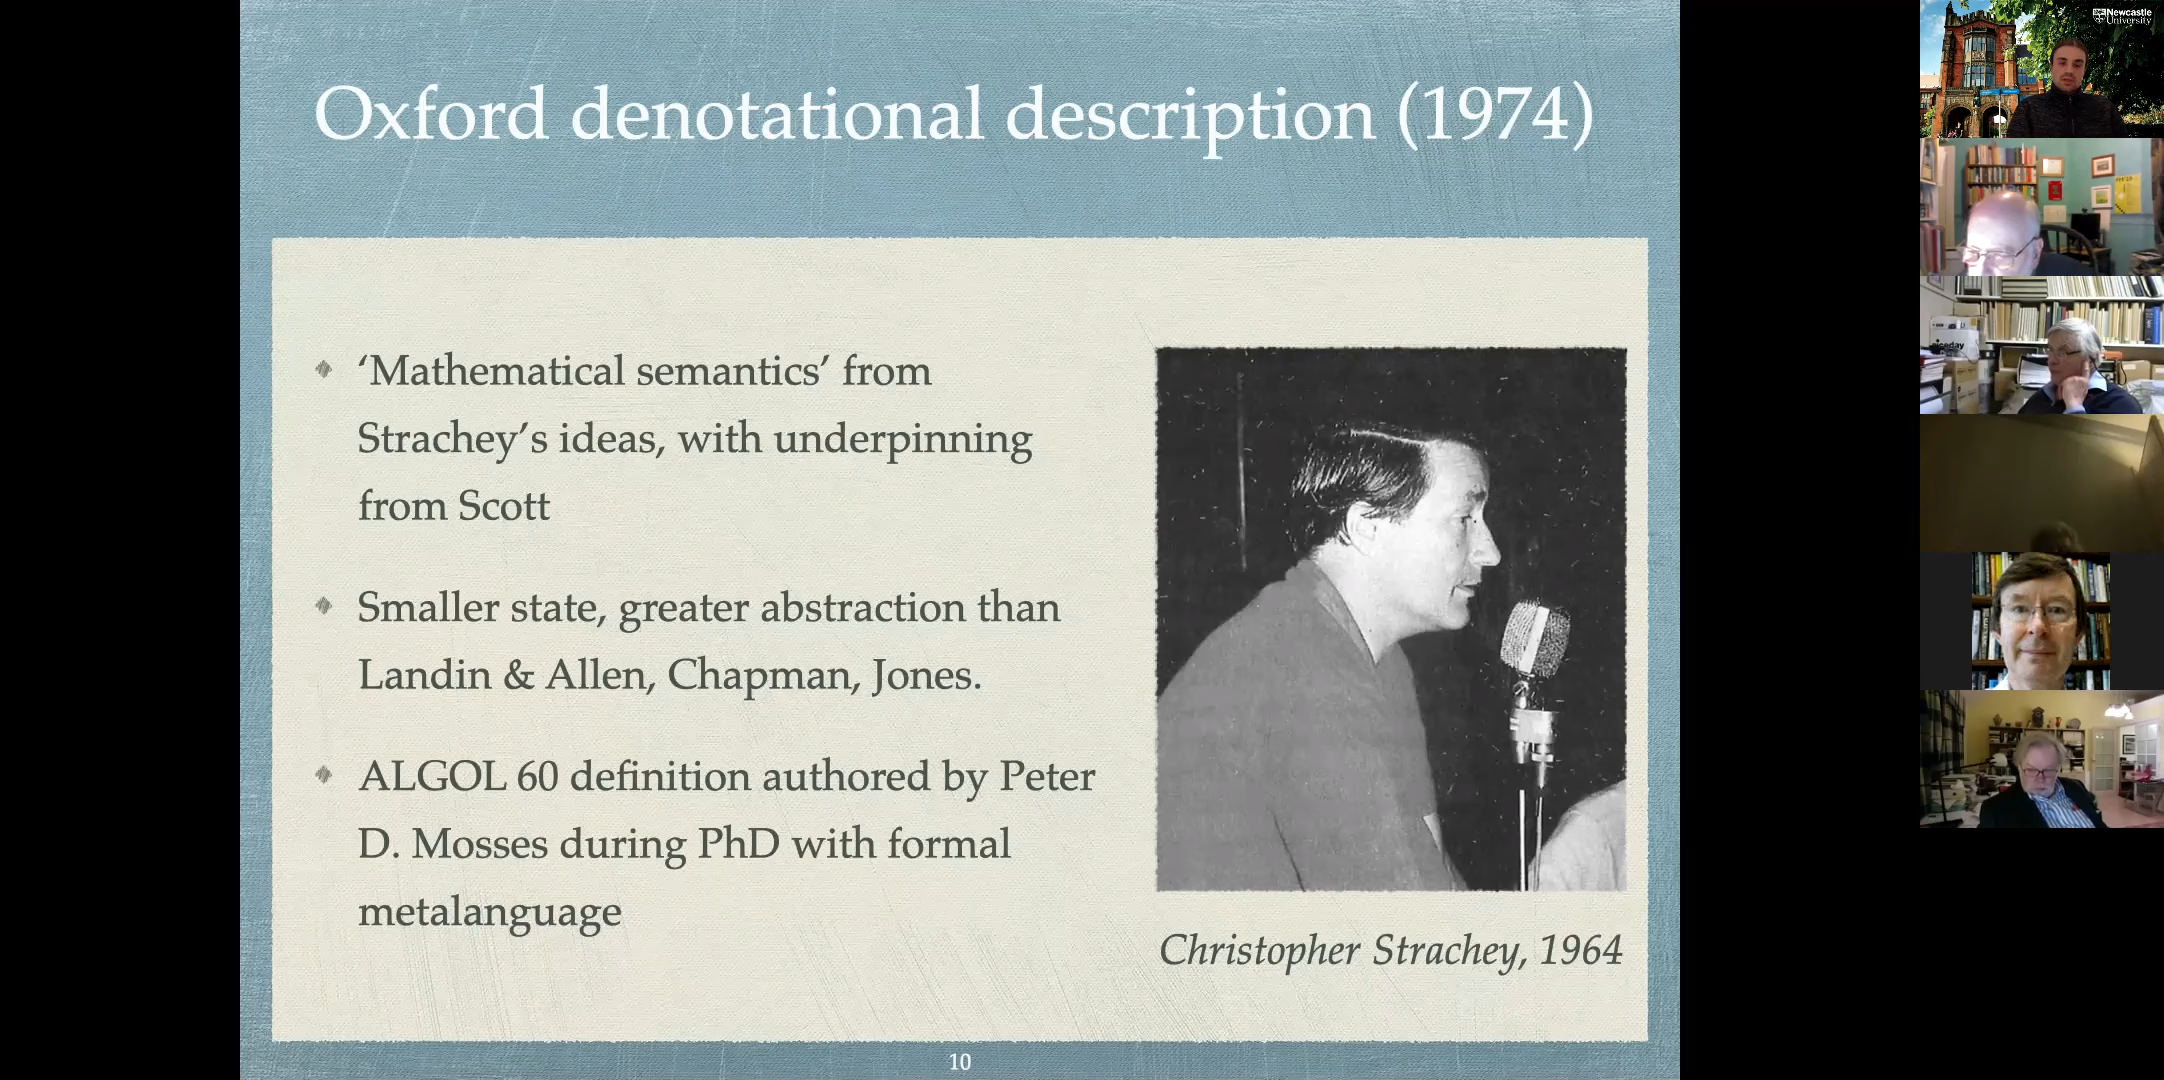 Oxford denotational description (1974)
‘Mathematical semantics’ from
Strachey’s ideas, with underpinning
from Scott
Smaller state, greater abstraction than
Landin & Allen, Chapman, Jones.
ALGOL 60 definition authored by Peter
D. Mosses during PhD with formal
metalanguage
Christopher Strachey, 1964
10
Newcastle
University